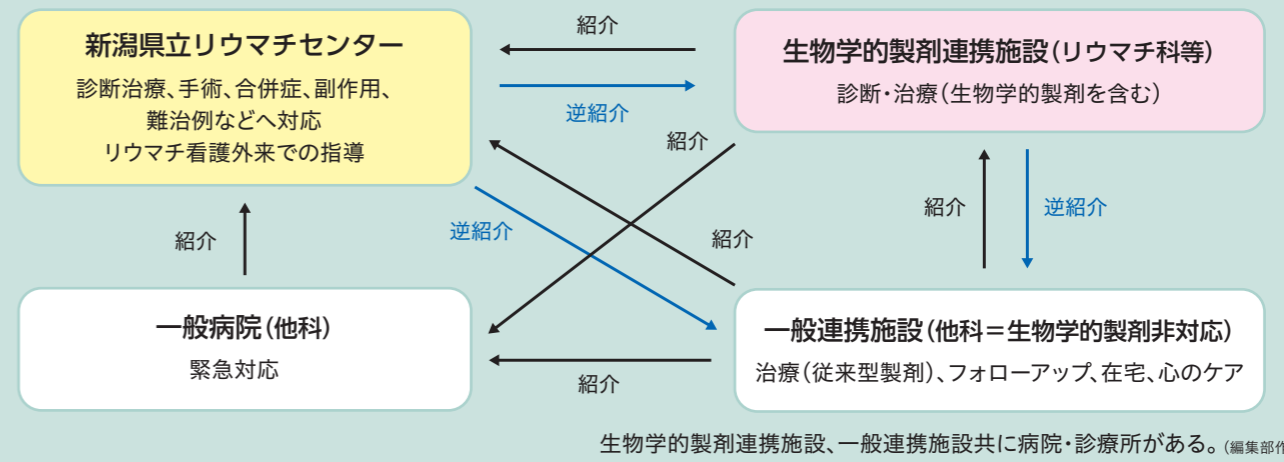 新潟県立リウマチセンター
診断治療、手術、合併症、副作用、
難治例などへ対応
リウマチ看護外来での指導
紹介
逆紹介
生物学的製剤連携施設(リウマチ科等)
診断・治療(生物学的製剤を含む)
紹介
逆紹介
紹介
紹介
紹介
逆紹介
一般病院(他科)
緊急対応
紹介
一般連携施設(他科=生物学的製剤非対応)
治療(従来型製剤)、フォローアップ、在宅、心のケア
生物学的製剤連携施設、一般連携施設共に病院・診療所がある。(編集部作